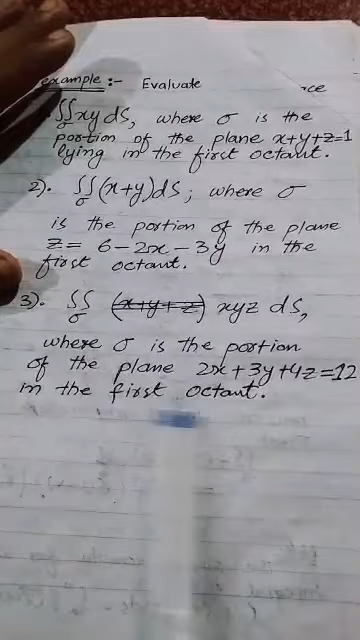 example :- Evaluate
∬σ xy ds, where σ is the
portion of the plane x+y+z=1
lying in the first octant.
2). ∬σ (x+y)ds; where σ
is the portion of the plane
z = 6-2x-3y in the
first octant.
3). ∬σ (x+y+z) xyz ds,
where σ is the portion
of the plane 2x+3y+4z=12
in the first octant.